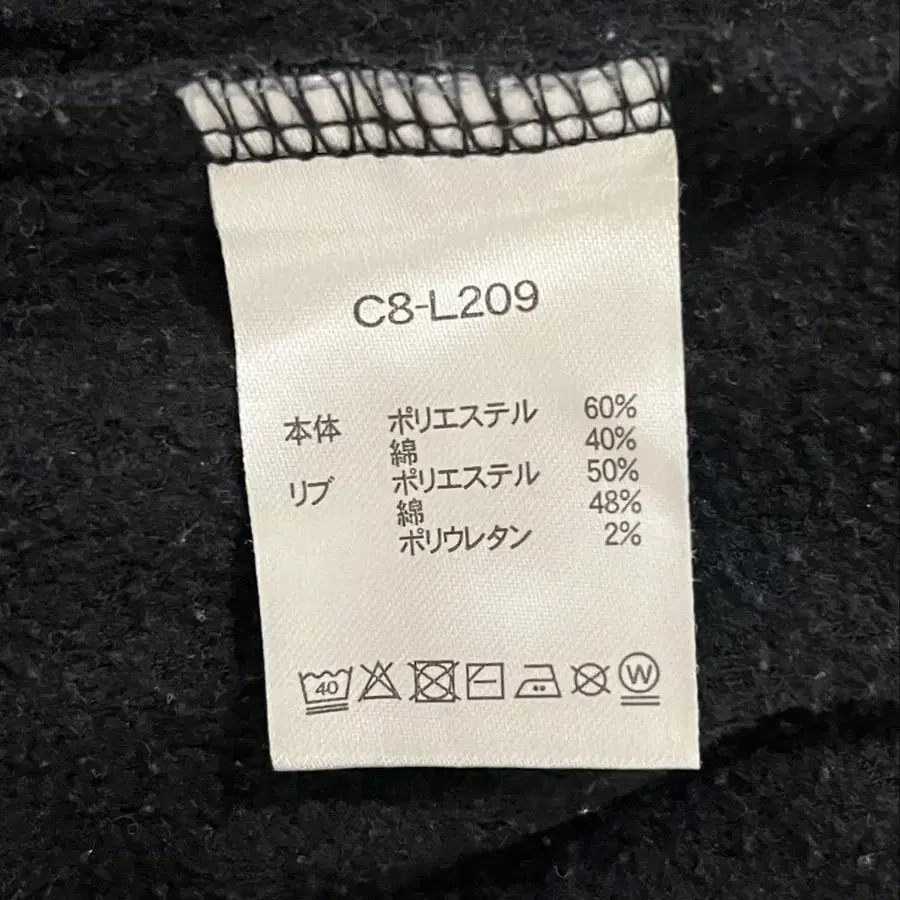 C8-L209
本体 ポリエステル 60%
綿 40%
リブ ポリエステル 50%
綿 48%
ポリウレタン 2%
40 W